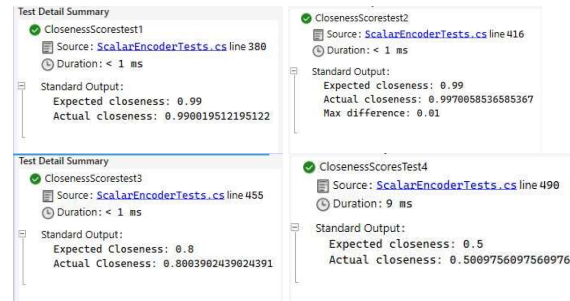 Test Detail Summary
ClosenessScorestest1
Source: ScalarEncoderTests.cs line 380
Duration: < 1 ms
Standard Output:
Expected closeness: 0.99
Actual closeness: 0.990019512195122
ClosenessScorestest2
Source: ScalarEncoderTests.cs line 416
Duration: < 1 ms
Standard Output:
Expected closeness: 0.99
Actual closeness: 0.9970058536585367
Max difference: 0.01
Test Detail Summary
ClosenessScorestest3
Source: ScalarEncoderTests.cs line 455
Duration: < 1 ms
Standard Output:
Expected Closeness: 0.8
Actual Closeness: 0.8003902439024391
ClosenessScoresTest4
Source: ScalarEncoderTests.cs line 490
Duration: 9 ms
Standard Output:
Expected closeness: 0.5
Actual closeness: 0.5009756097560976